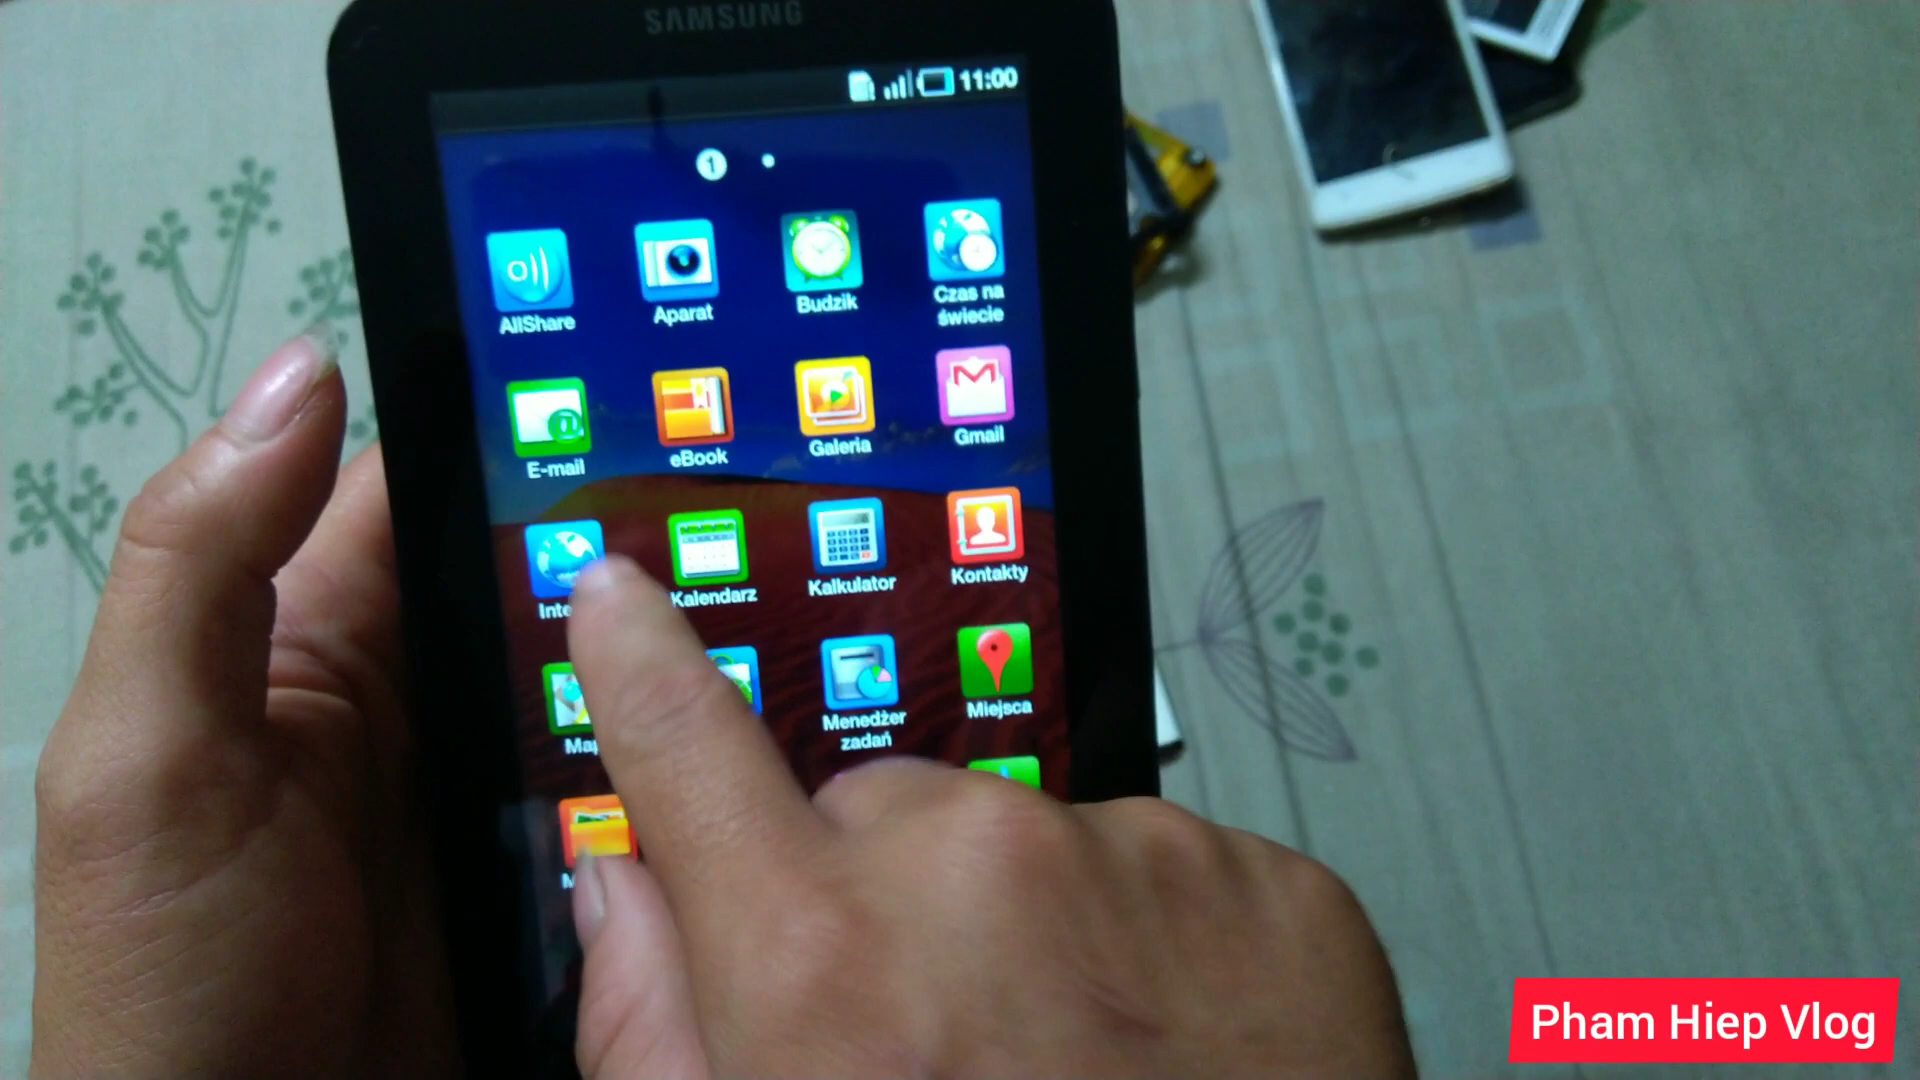 SAMSUNG
11:00
1
AllShare
Aparat
Budzik
Czas na
świecie
E-mail
eBook
Galeria
Gmail
Kalendarz
Kalkulator
Kontakty
Menedżer
zadań
Miejsca
Pham Hiep Vlog